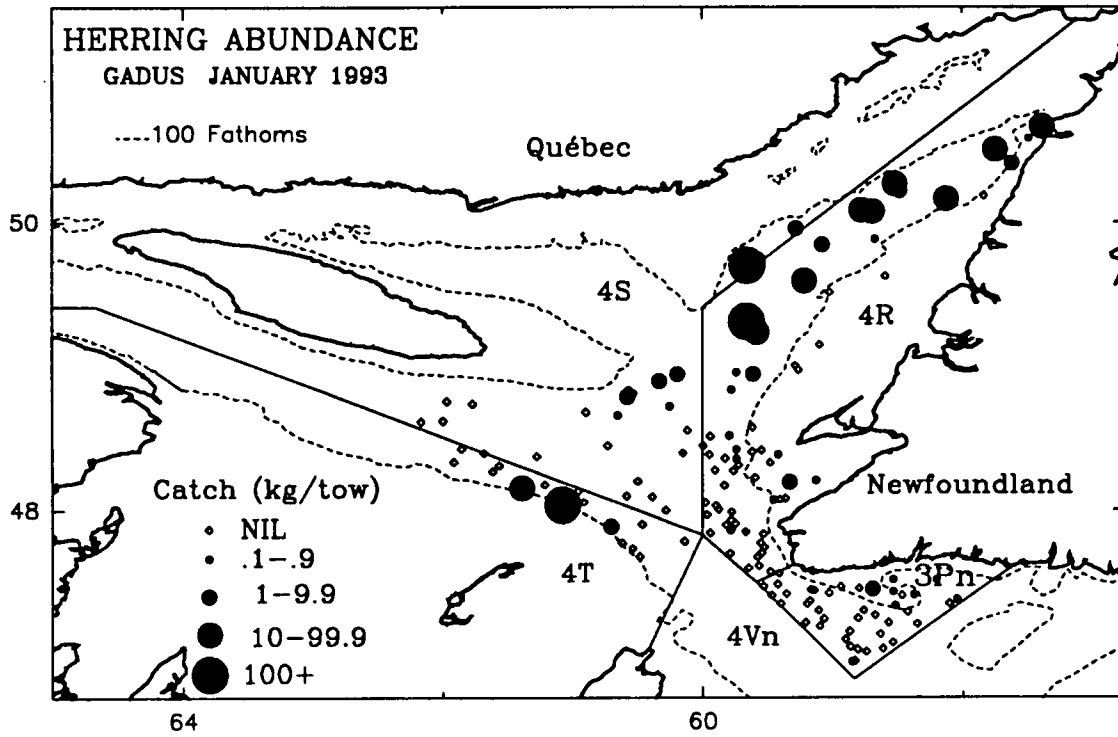 HERRING ABUNDANCE
GADUS JANUARY 1993
----100 Fathoms
Québec
50
4S
4R
Catch (kg/tow)
NIL
.1-.9
1-9.9
10-99.9
100+
Newfoundland
48
4T
3Pn
4Vn
64
60